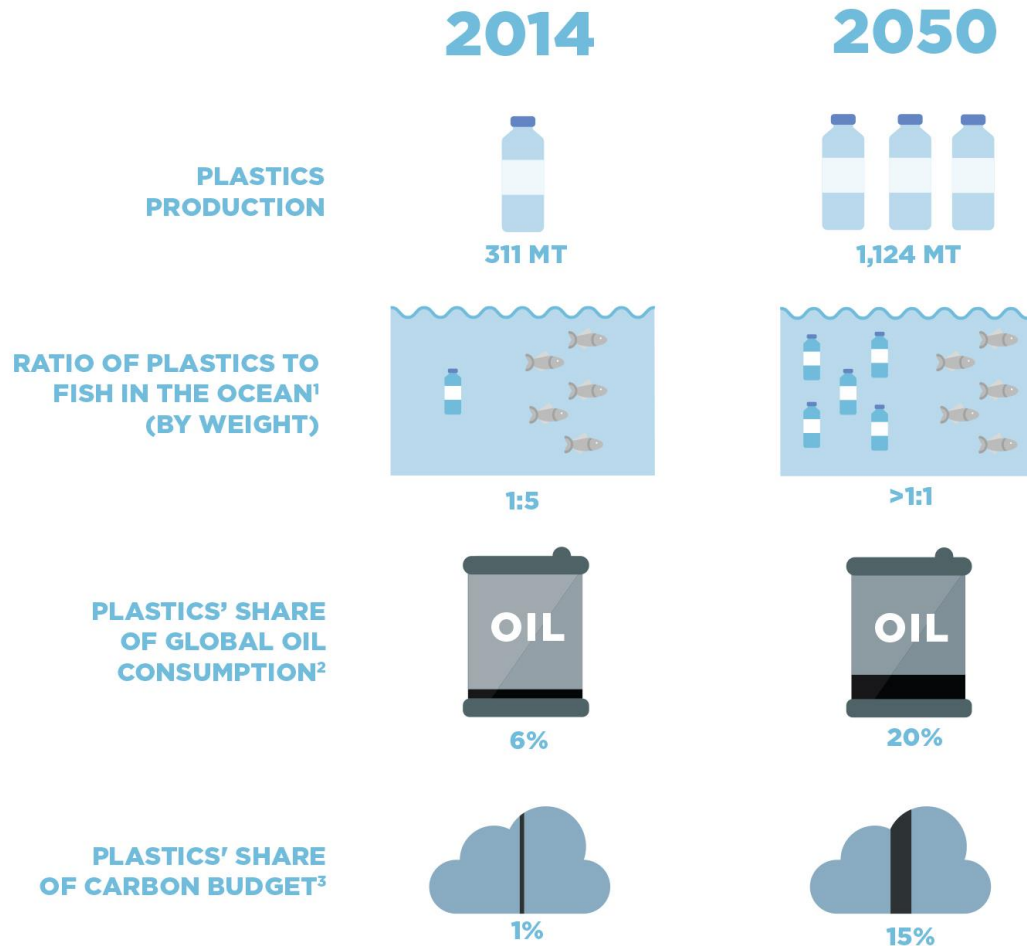 2014
2050
PLASTICS
PRODUCTION
311 MT
1,124 MT
RATIO OF PLASTICS TO
FISH IN THE OCEAN¹
(BY WEIGHT)
1:5
>1:1
PLASTICS’ SHARE
OF GLOBAL OIL
CONSUMPTION²
OIL
OIL
6%
20%
PLASTICS' SHARE
OF CARBON BUDGET³
1%
15%